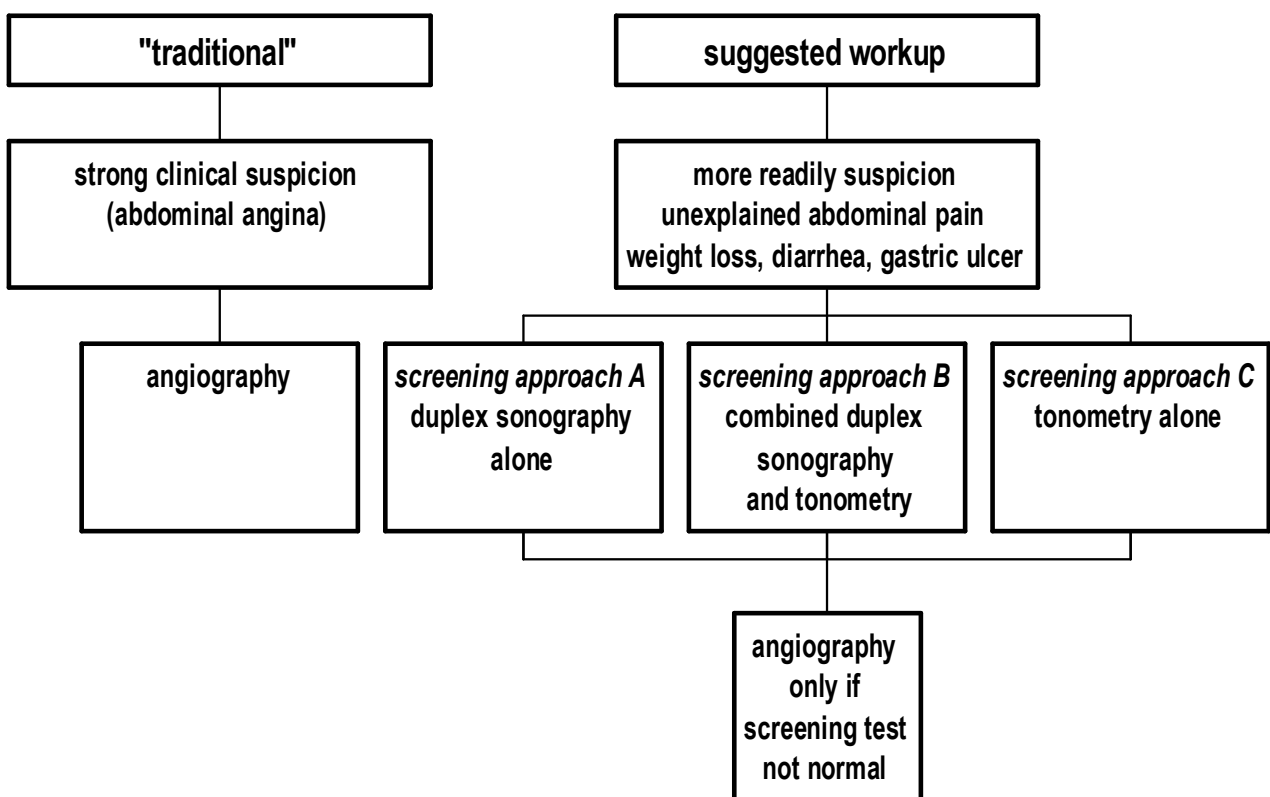 "traditional"
strong clinical suspicion
(abdominal angina)
angiography
suggested workup
more readily suspicion
unexplained abdominal pain
weight loss, diarrhea, gastric ulcer
screening approach A
duplex sonography
alone
screening approach B
combined duplex
sonography
and tonometry
screening approach C
tonometry alone
angiography
only if
screening test
not normal